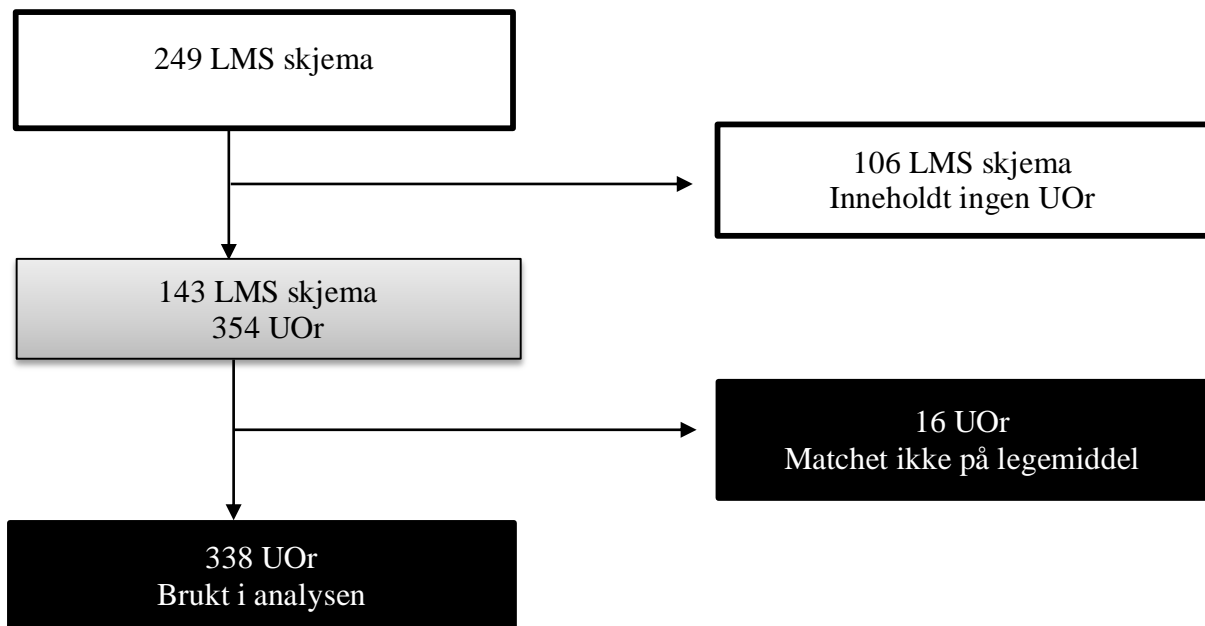 249 LMS skjema
106 LMS skjema
Inneholdt ingen UOr
143 LMS skjema
354 UOr
16 UOr
Matchet ikke på legemiddel
338 UOr
Brukt i analysen